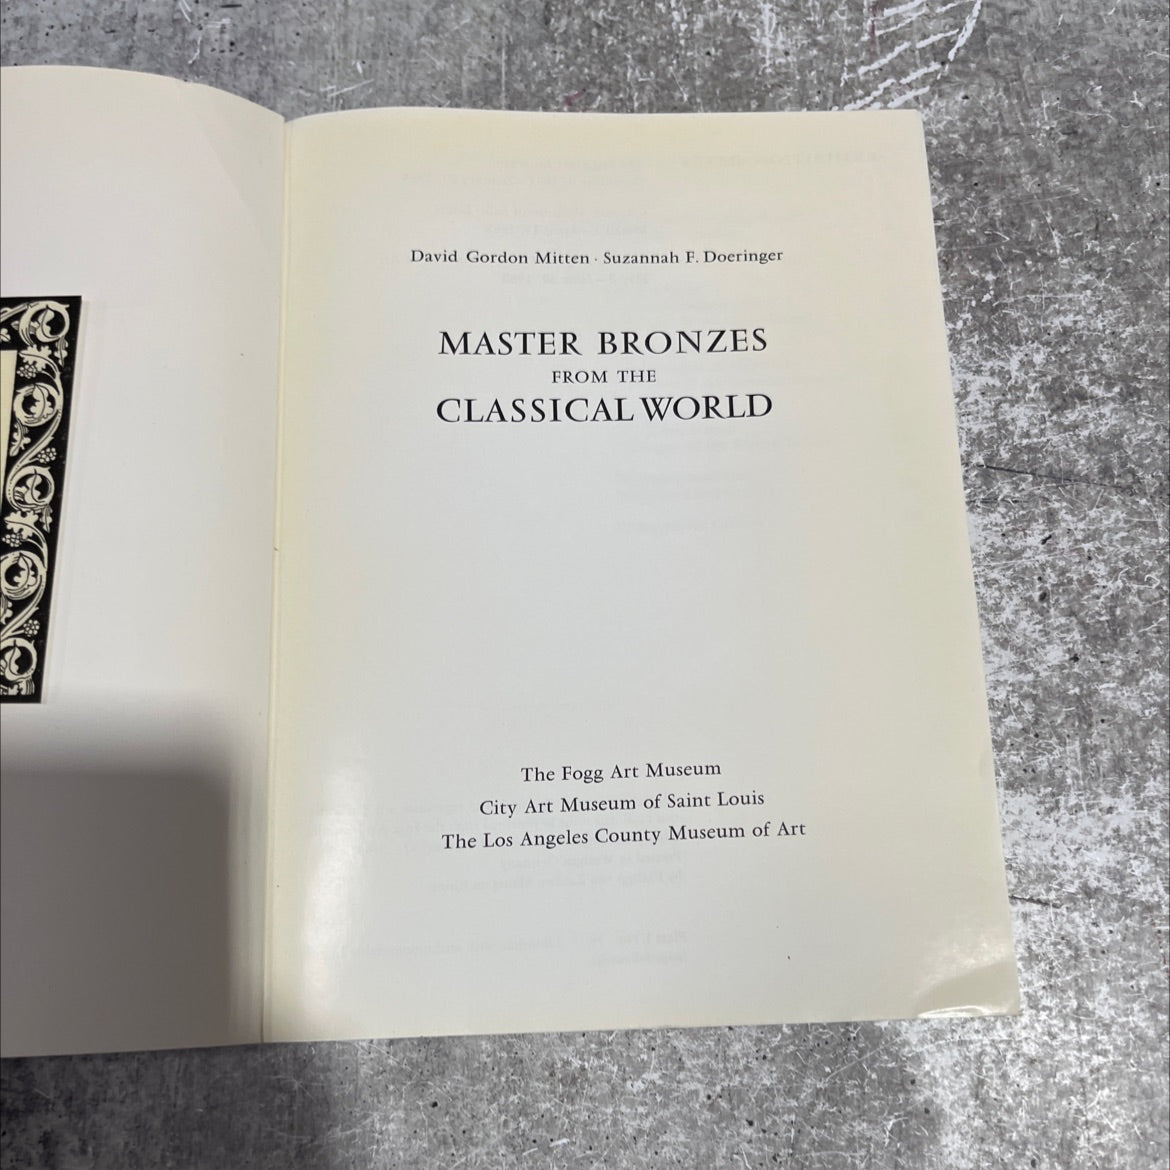 David Gordon Mitten · Suzannah F. Doeringer
MASTER BRONZES
FROM THE
CLASSICAL WORLD
The Fogg Art Museum
City Art Museum of Saint Louis
The Los Angeles County Museum of Art